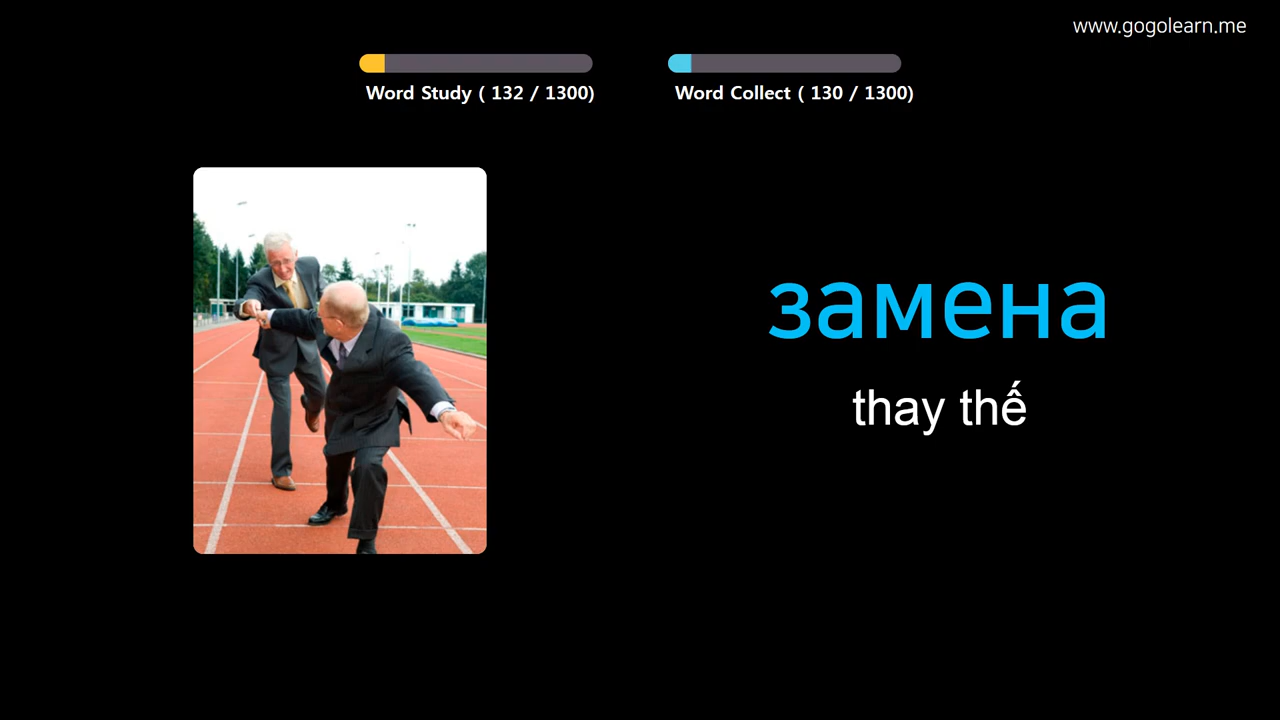 www.gogolearn.me
Word Study ( 132 / 1300)
Word Collect ( 130 / 1300)
замена
thay thế